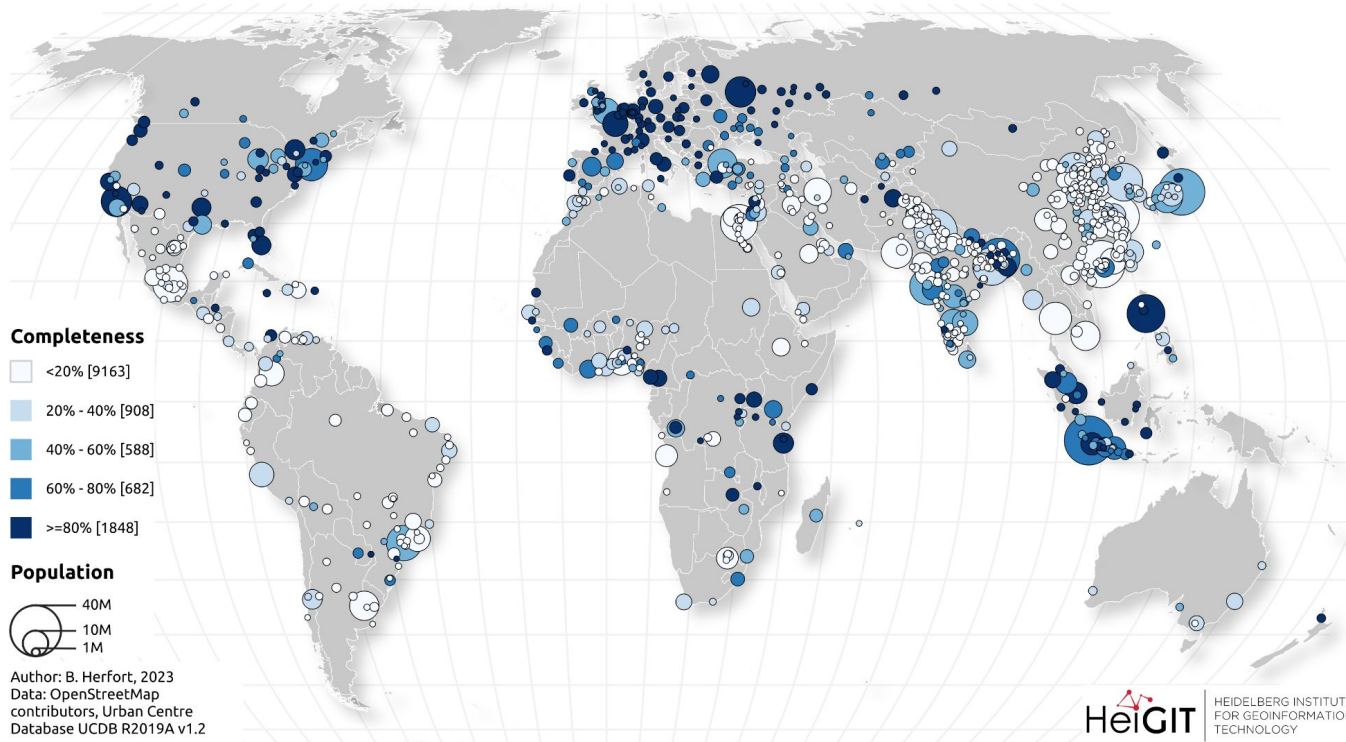 Completeness
<20% [9163]
20% - 40% [908]
40% - 60% [588]
60% - 80% [682]
>=80% [1848]
Population
40M
10M
1M
Author: B. Herfort, 2023
Data: OpenStreetMap
contributors, Urban Centre
Database UCDB R2019A v1.2
HeiGIT
HEIDELBERG INSTITUT
FOR GEOINFORMATIO
TECHNOLOGY